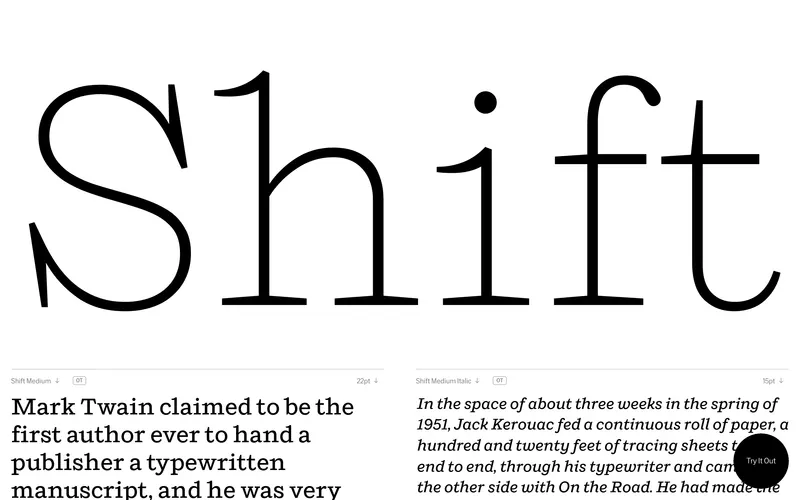 Shift
Shift Medium ↓ OT 22pt ↓
Mark Twain claimed to be the
first author ever to hand a
publisher a typewritten
manuscript, and he was very
Shift Medium Italic ↓ OT 15pt ↓
In the space of about three weeks in the spring of
1951, Jack Kerouac fed a continuous roll of paper, a
hundred and twenty feet of tracing sheets
end to end, through his typewriter and
the other side with On the Road. He had made the
Try It Out